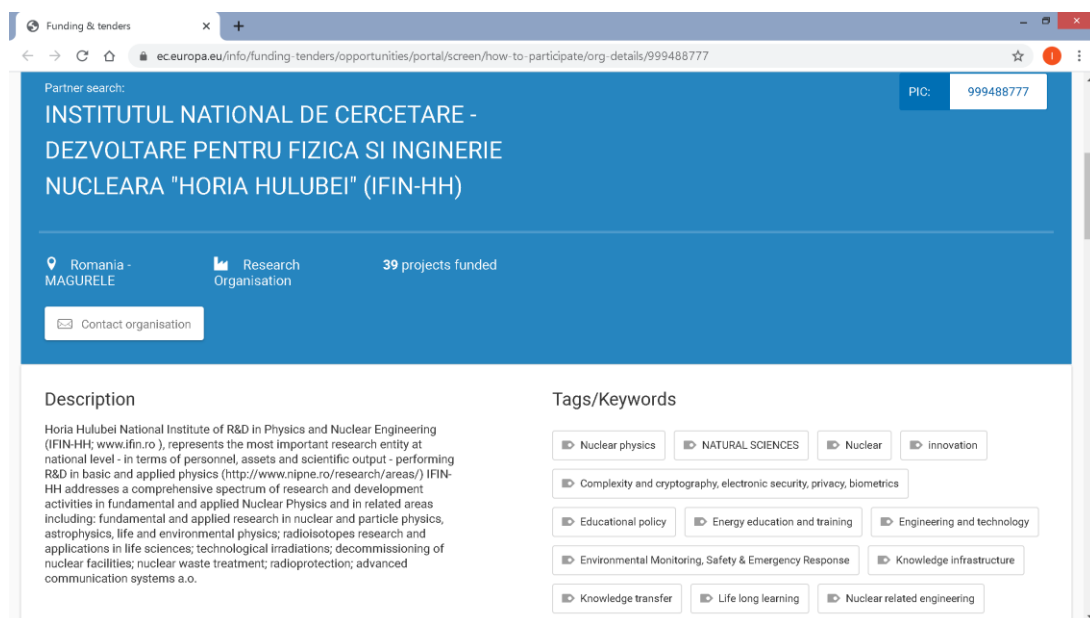 Funding & tenders
ec.europa.eu/info/funding-tenders/opportunities/portal/screen/how-to-participate/org-details/999488777
I
Partner search:
PIC: 999488777
INSTITUTUL NATIONAL DE CERCETARE -
DEZVOLTARE PENTRU FIZICA SI INGINERIE
NUCLEARA "HORIA HULUBEI" (IFIN-HH)
Romania -
MAGURELE
Research
Organisation
39 projects funded
Contact organisation
Description
Horia Hulubei National Institute of R&D in Physics and Nuclear Engineering
(IFIN-HH; www.ifin.ro ), represents the most important research entity at
national level - in terms of personnel, assets and scientific output - performing
R&D in basic and applied physics (http://www.nipne.ro/research/areas/) IFIN-
HH addresses a comprehensive spectrum of research and development
activities in fundamental and applied Nuclear Physics and in related areas
including: fundamental and applied research in nuclear and particle physics,
astrophysics, life and environmental physics; radioisotopes research and
applications in life sciences; technological irradiations; decommissioning of
nuclear facilities; nuclear waste treatment; radioprotection; advanced
communication systems a.o.
Tags/Keywords
Nuclear physics NATURAL SCIENCES Nuclear innovation
Complexity and cryptography, electronic security, privacy, biometrics
Educational policy Energy education and training Engineering and technology
Environmental Monitoring, Safety & Emergency Response Knowledge infrastructure
Knowledge transfer Life long learning Nuclear related engineering